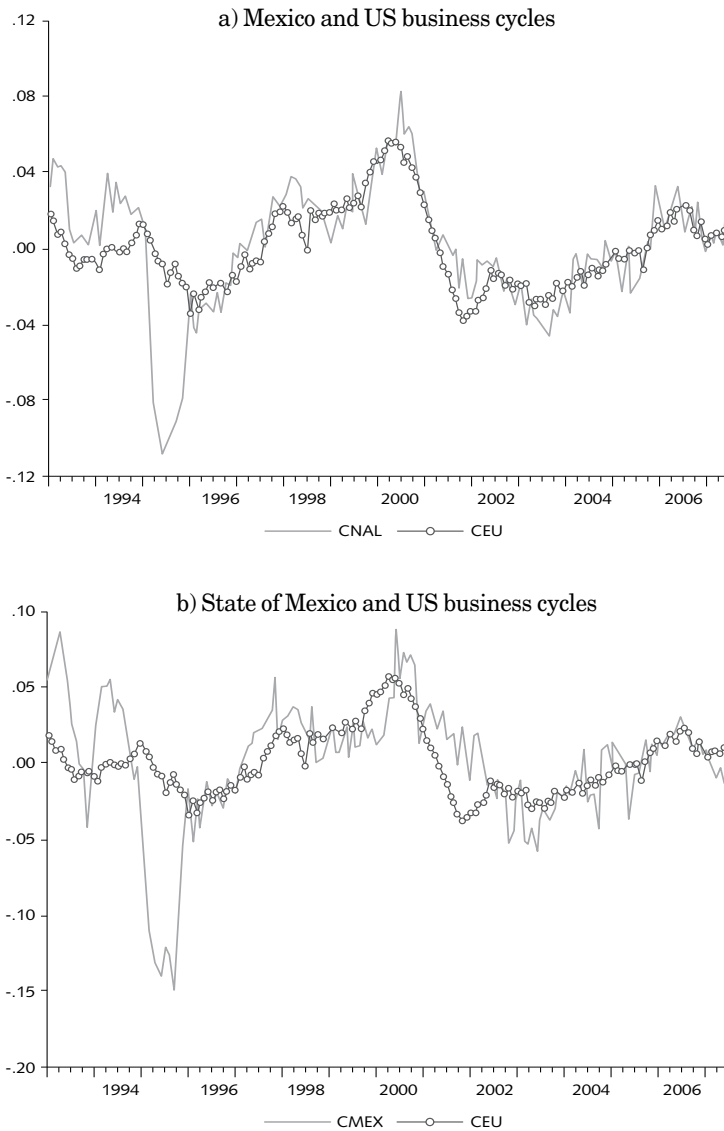 a) Mexico and US business cycles
.12
.08
.04
.00
-.04
-.08
-.12
1994 1996 1998 2000 2002 2004 2006
CNAL CEU
b) State of Mexico and US business cycles
.10
.05
.00
-.05
-.10
-.15
-.20
1994 1996 1998 2000 2002 2004 2006
CMEX CEU